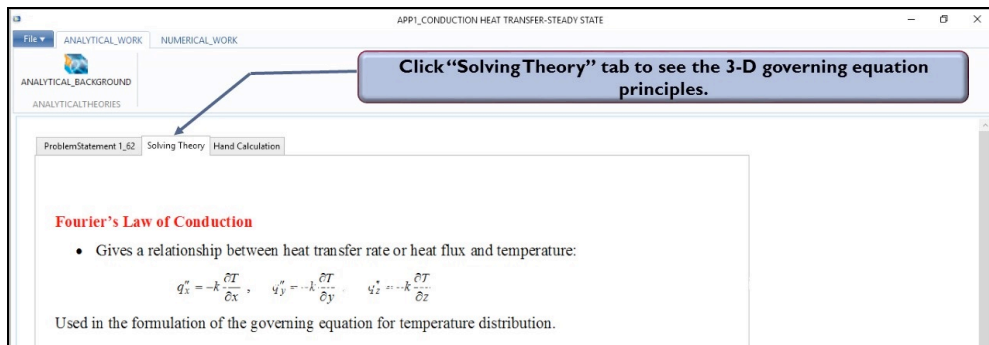 APP1_CONDUCTION HEAT TRANSFER-STEADY STATE
File ANALYTICAL_WORK NUMERICAL_WORK
ANALYTICAL_BACKGROUND
ANALYTICALTHEORIES
Click “Solving Theory” tab to see the 3-D governing equation
principles.
ProblemStatement 1_62 Solving Theory Hand Calculation
Fourier’s Law of Conduction
• Gives a relationship between heat transfer rate or heat flux and temperature:
q″ₓ = −k ∂T/∂x , q″ᵧ = −k ∂T/∂y , q″_z = −k ∂T/∂z
Used in the formulation of the governing equation for temperature distribution.